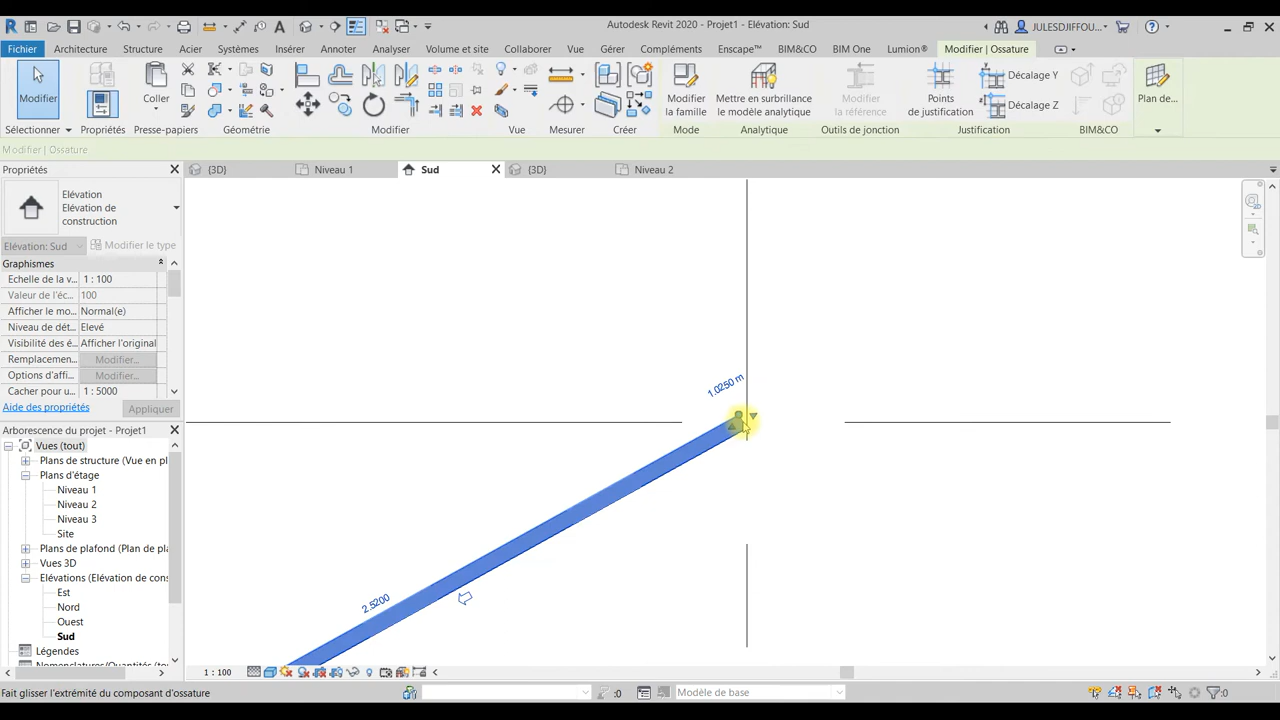 Autodesk Revit 2020 - Projet1 - Elévation: Sud
JULESDJIFFOU...
Fichier Architecture Structure Acier Systèmes Insérer Annoter Analyser Volume et site Collaborer Vue Gérer Compléments Enscape™ BIM&CO BIM One Lumion® Modifier | Ossature
Modifier Coller Modifier la famille Mettre en surbrillance le modèle analytique Modifier la référence Points de justification Décalage Y Décalage Z Plan de...
Sélectionner Propriétés Presse-papiers Géométrie Modifier Vue Mesurer Créer Mode Analytique Outils de jonction Justification BIM&CO
Modifier | Ossature
Propriétés
{3D} Niveau 1 Sud {3D} Niveau 2
Elévation
Elévation de
construction
Elévation: Sud Modifier le type
Graphismes
Echelle de la v... 1 : 100
Valeur de l'éc... 100
Afficher le mo... Normal(e)
Niveau de dét... Elevé
Visibilité des é... Afficher l'original
Remplacemen... Modifier...
Options d'affi... Modifier...
Cacher pour u... 1 : 5000
Aide des propriétés Appliquer
1.0250 m
2.5200
Arborescence du projet - Projet1
Vues (tout)
Plans de structure (Vue en p
Plans d'étage
Niveau 1
Niveau 2
Niveau 3
Site
Plans de plafond (Plan de pl
Vues 3D
Elévations (Elévation de cons
Est
Nord
Ouest
Sud
Légendes
Nomenclatures/Quantités (tou
1 : 100
Fait glisser l'extrémité du composant d'ossature
:0 Modèle de base :0